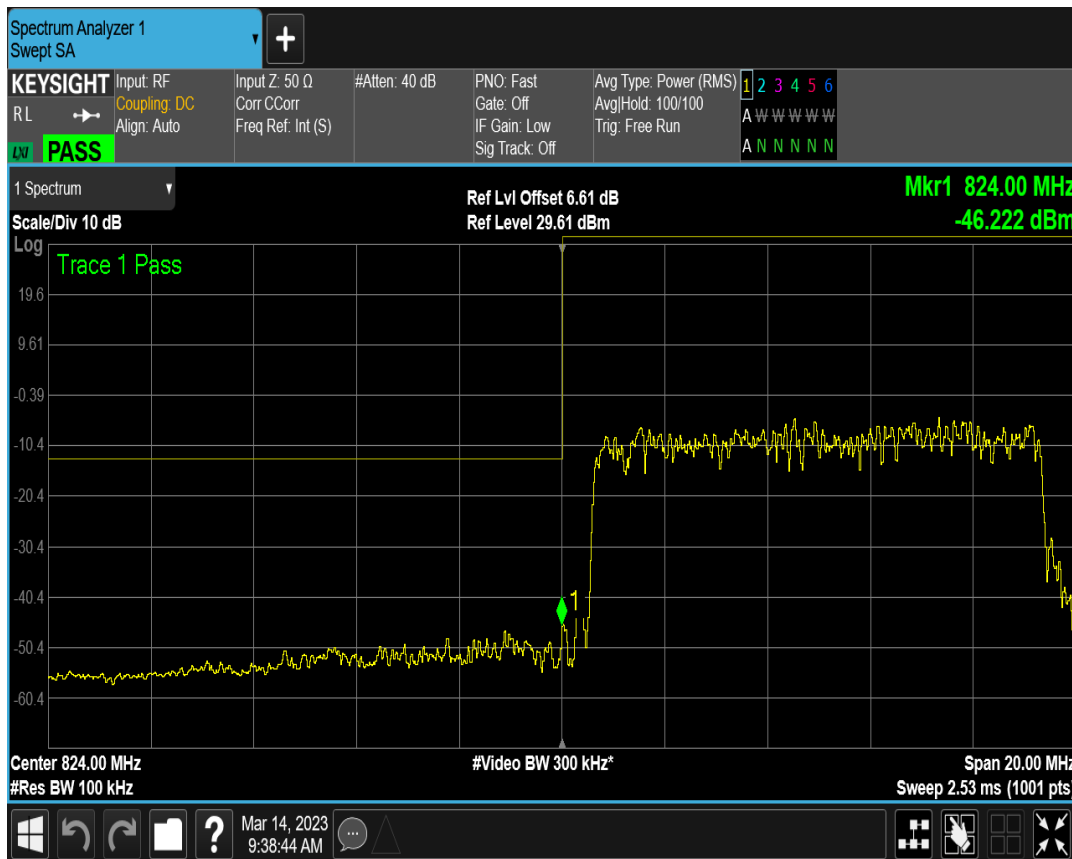 Spectrum Analyzer 1
Swept SA
+
KEYSIGHT
RL
LXI PASS
Input: RF
Coupling: DC
Align: Auto
Input Z: 50 Ω
Corr CCorr
Freq Ref: Int (S)
#Atten: 40 dB
PNO: Fast
Gate: Off
IF Gain: Low
Sig Track: Off
Avg Type: Power (RMS)
Avg|Hold: 100/100
Trig: Free Run
1 2 3 4 5 6
A W W W W W
A N N N N N
1 Spectrum
Scale/Div 10 dB
Ref Lvl Offset 6.61 dB
Ref Level 29.61 dBm
Mkr1 824.00 MHz
-46.222 dBm
Log
Trace 1 Pass
19.6
9.61
-0.39
-10.4
-20.4
-30.4
-40.4
-50.4
-60.4
1
Center 824.00 MHz
#Res BW 100 kHz
#Video BW 300 kHz*
Span 20.00 MHz
Sweep 2.53 ms (1001 pts)
?
Mar 14, 2023
9:38:44 AM